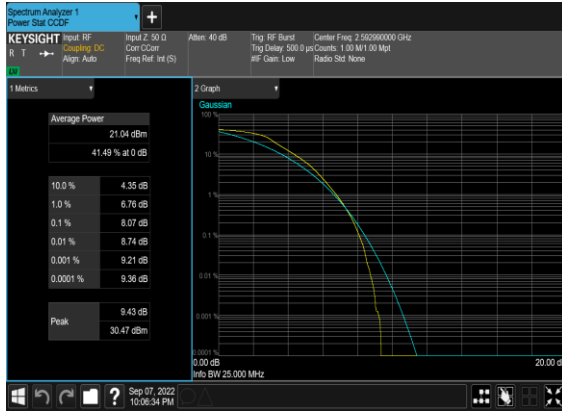 Spectrum Analyzer 1
Power Stat CCDF
+
KEYSIGHT
R T
LU
Input: RF
Coupling: DC
Align: Auto
Input Z: 50 Ω
Corr CCorr
Freq Ref: Int (S)
Atten: 40 dB
Trig: RF Burst
Trig Delay: 500.0 µs
#IF Gain: Low
Center Freq: 2.592990000 GHz
Counts: 1.00 M/1.00 Mpt
Radio Std: None
1 Metrics
Average Power
21.04 dBm
41.49 % at 0 dB
10.0 % 4.35 dB
1.0 % 6.76 dB
0.1 % 8.07 dB
0.01 % 8.74 dB
0.001 % 9.21 dB
0.0001 % 9.36 dB
Peak
9.43 dB
30.47 dBm
2 Graph
Gaussian
100 %
10 %
1 %
0.1 %
0.01 %
0.001 %
0.0001 %
0.00 dB
20.00 d
Info BW 25.000 MHz
?
Sep 07, 2022
10:06:34 PM